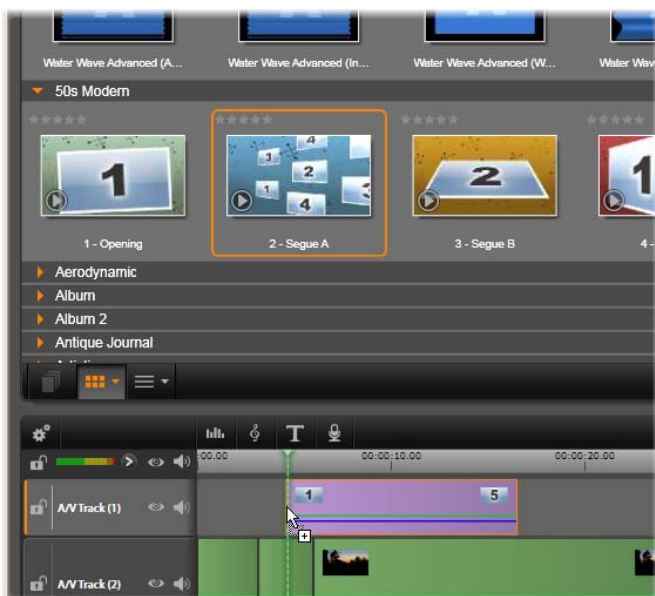 Water Wave Advanced (A... Water Wave Advanced (In... Water Wave Advanced (W... Water Wav
50s Modern
1 3 4 2 1 4 2 1
1 - Opening 2 - Segue A 3 - Segue B 4 -
Aerodynamic
Album
Album 2
Antique Journal
T
:00.00 00:00:10.00 00:00:20.00
A/V Track (1) 1 5
A/V Track (2)